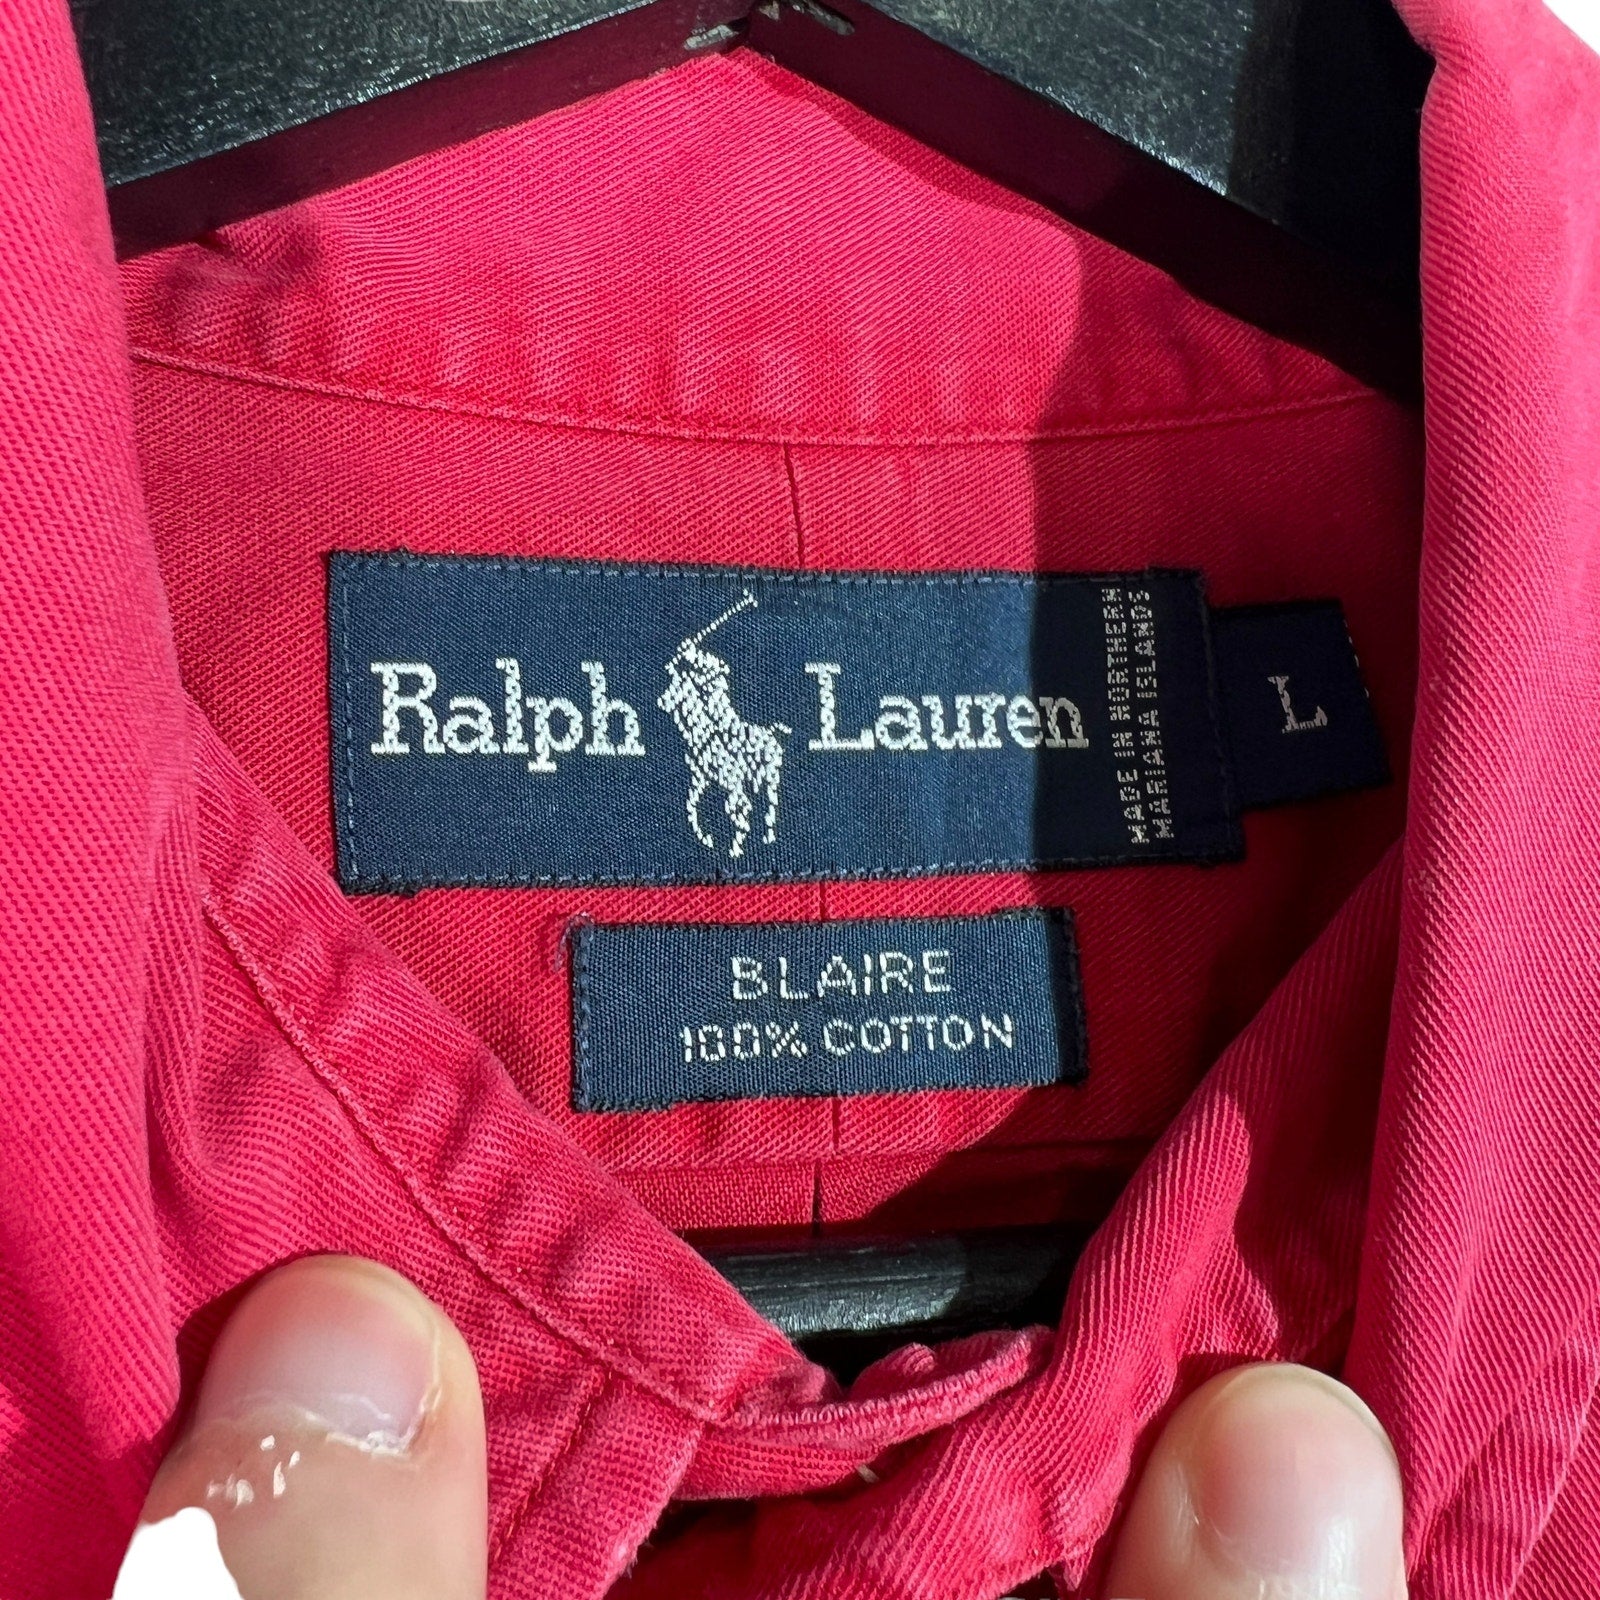 Ralph Lauren
MADE IN NORTHERN
MARIANA ISLANDS
L
BLAIRE
100% COTTON